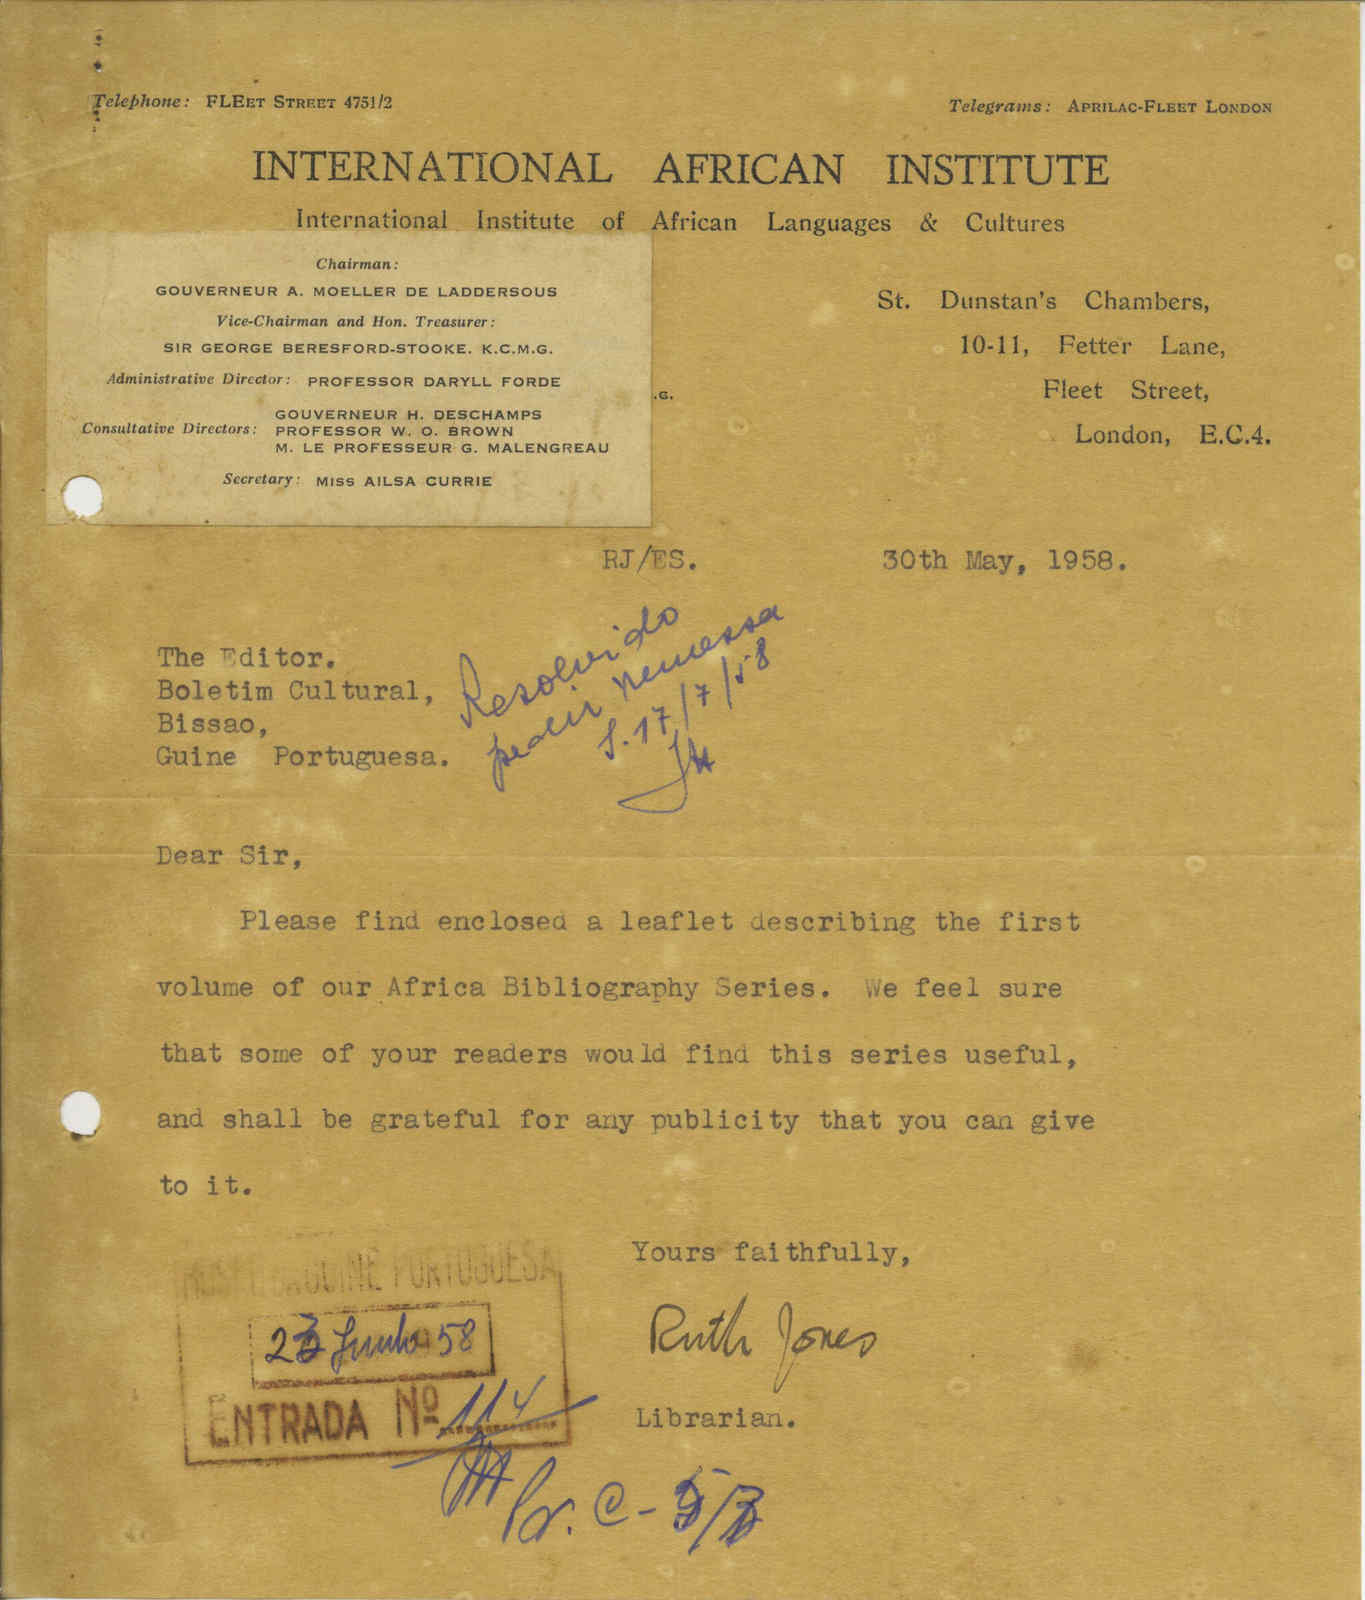 Telephone: FLEET STREET 4751/2
Telegrams: APRILAC-FLEET LONDON
INTERNATIONAL AFRICAN INSTITUTE
International Institute of African Languages & Cultures
Chairman:
GOUVERNEUR A. MOELLER DE LADDERSOUS
Vice-Chairman and Hon. Treasurer:
SIR GEORGE BERESFORD-STOOKE. K.C.M.G.
Administrative Director: PROFESSOR DARYLL FORDE
.G.
Consultative Directors:
GOUVERNEUR H. DESCHAMPS
PROFESSOR W. O. BROWN
M. LE PROFESSEUR G. MALENGREAU
Secretary: MISS AILSA CURRIE
St. Dunstan's Chambers,
10-11, Fetter Lane,
Fleet Street,
London, E.C.4.
RJ/ES. 30th May, 1958.
The Editor.
Boletim Cultural,
Bissao,
Guine Portuguesa.
Resolvido
pedir remessa
17/7/58
Dear Sir,
Please find enclosed a leaflet describing the first
volume of our Africa Bibliography Series. We feel sure
that some of your readers would find this series useful,
and shall be grateful for any publicity that you can give
to it.
Yours faithfully,
Ruth Jones
Librarian.
GUINÉ PORTUGUESA
Junho 58
ENTRADA Nº 114